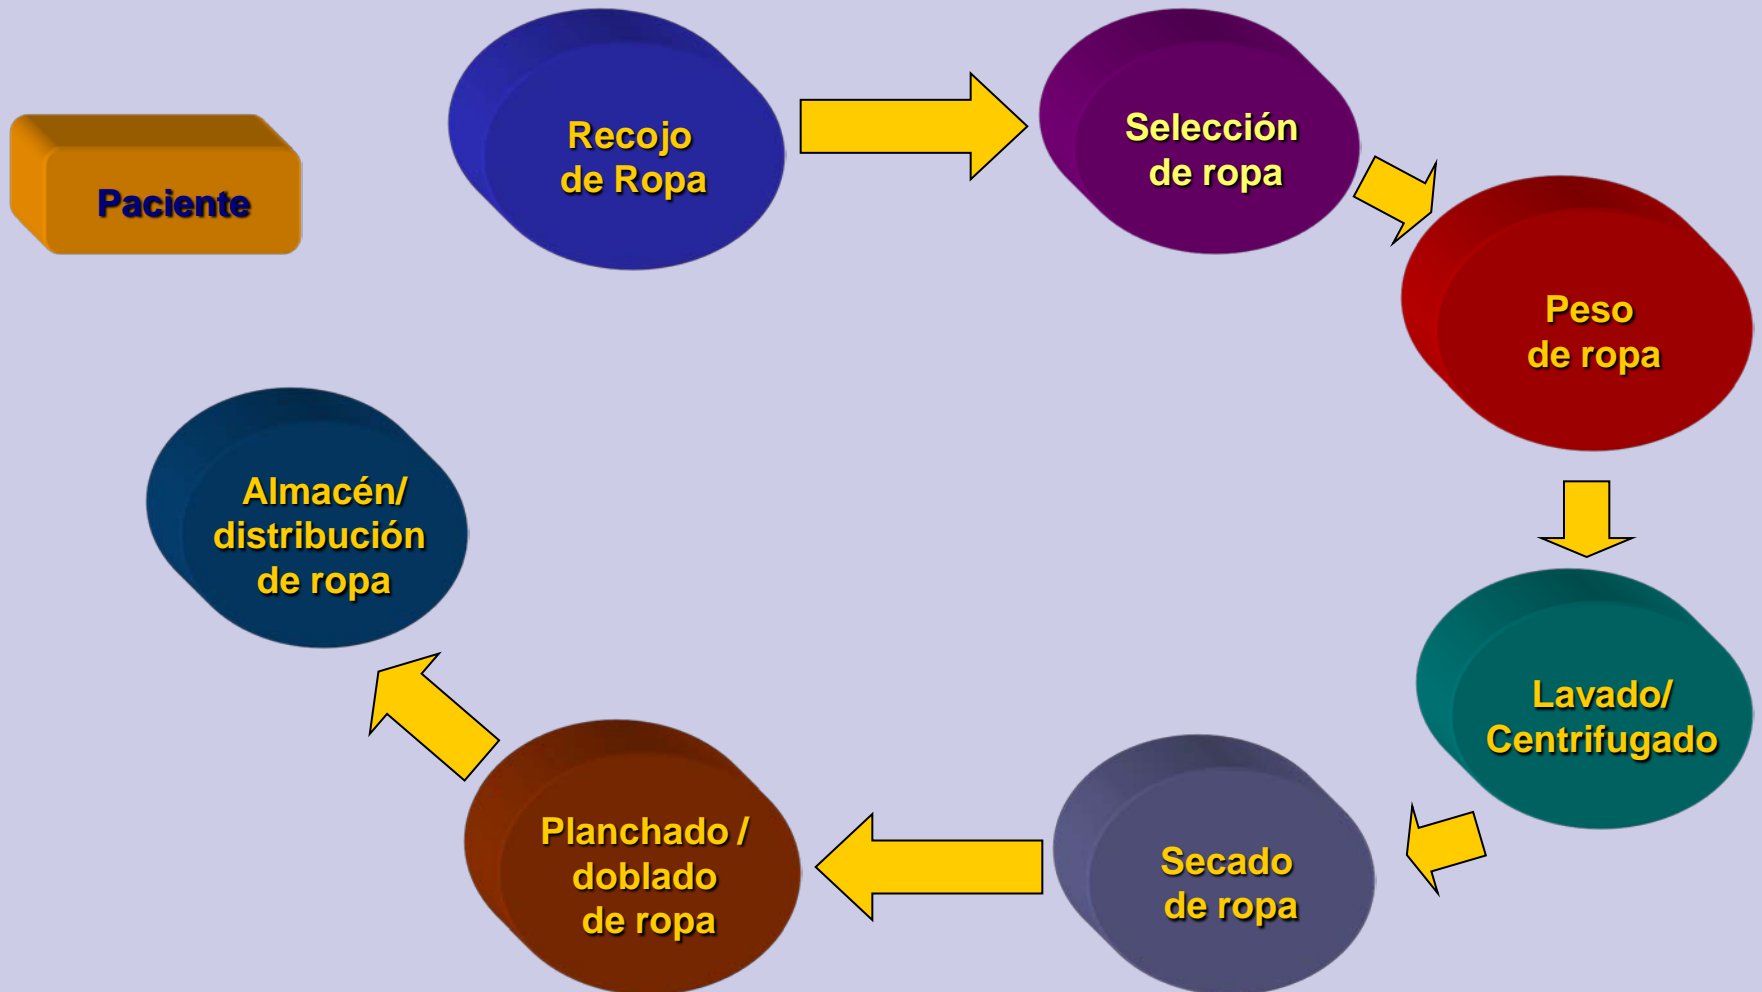 Paciente
Recojo
de Ropa
Selección
de ropa
Peso
de ropa
Lavado/
Centrifugado
Secado
de ropa
Planchado /
doblado
de ropa
Almacén/
distribución
de ropa